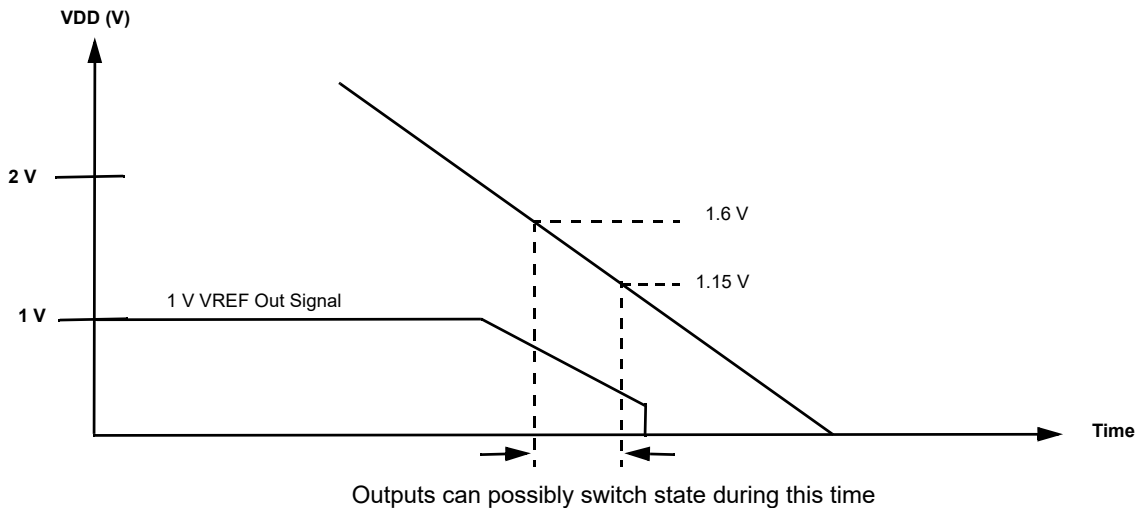 VDD (V)
2 V
1.6 V
1.15 V
1 V VREF Out Signal
1 V
Time
Outputs can possibly switch state during this time